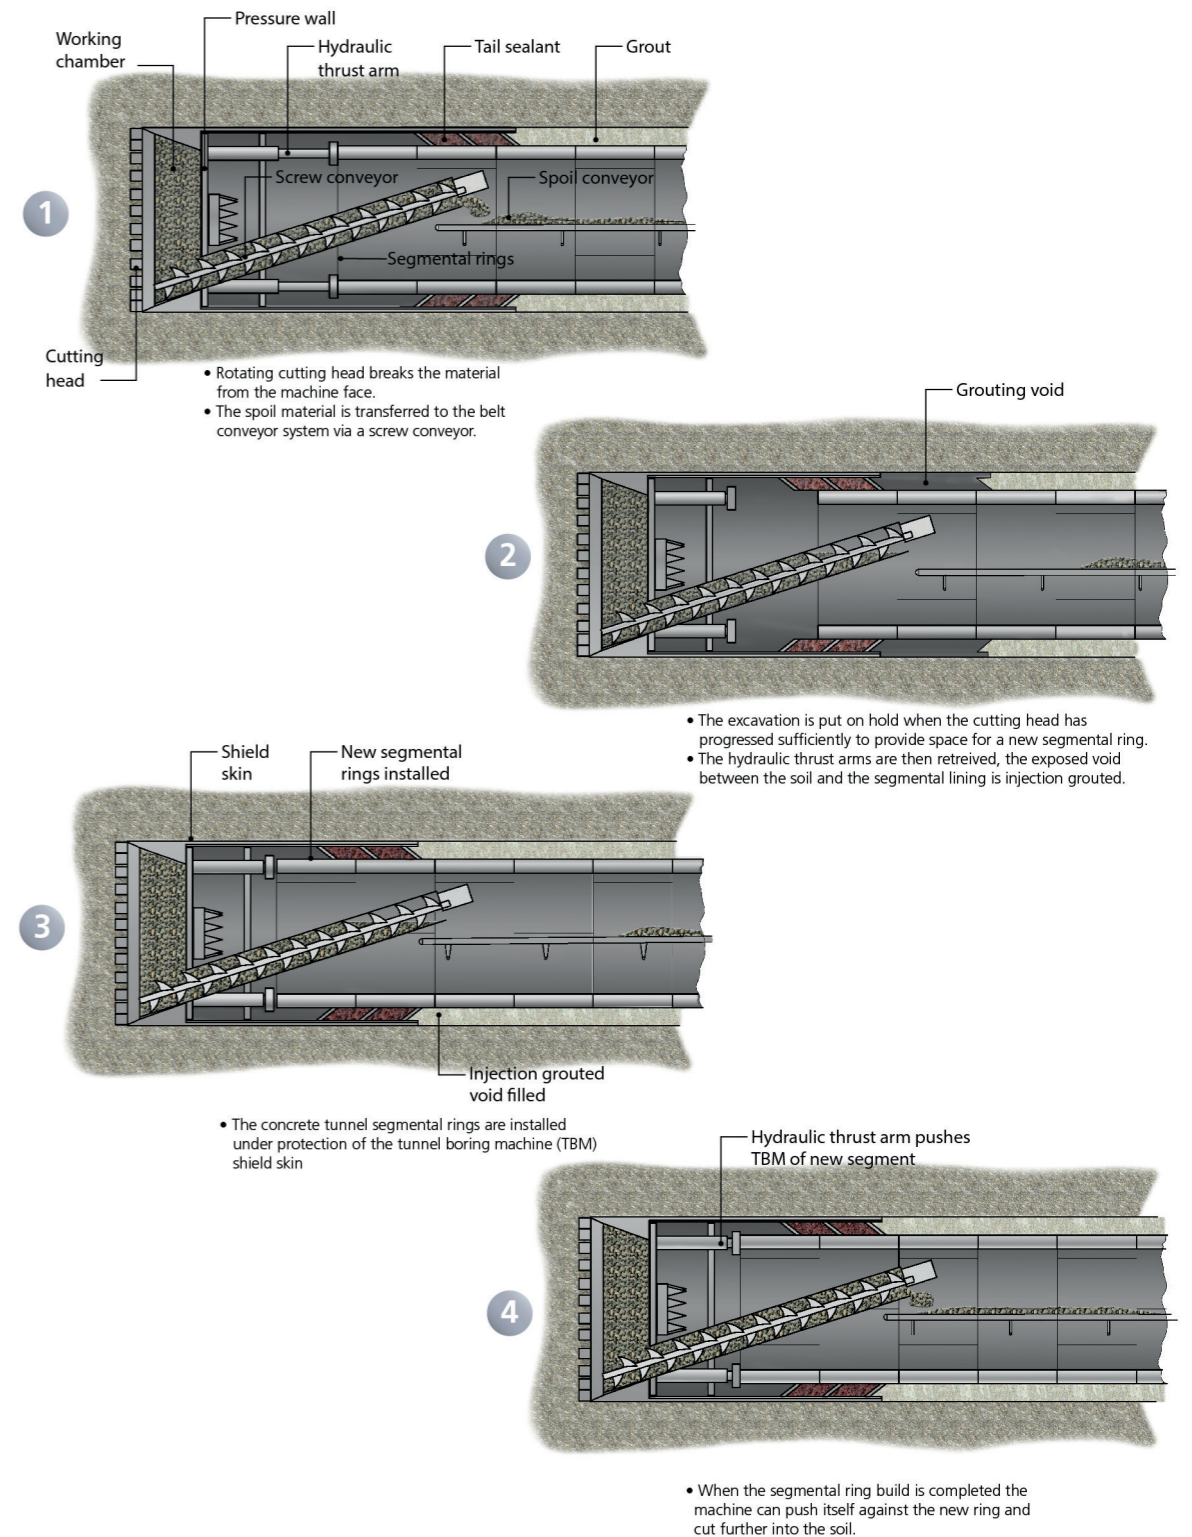 Pressure wall
Working
chamber
Hydraulic
thrust arm
Tail sealant
Grout
Screw conveyor
Spoil conveyor
1
Segmental rings
Cutting
head
• Rotating cutting head breaks the material
from the machine face.
• The spoil material is transferred to the belt
conveyor system via a screw conveyor.
Grouting void
2
• The excavation is put on hold when the cutting head has
progressed sufficiently to provide space for a new segmental ring.
• The hydraulic thrust arms are then retreived, the exposed void
between the soil and the segmental lining is injection grouted.
Shield
skin
New segmental
rings installed
3
Injection grouted
void filled
• The concrete tunnel segmental rings are installed
under protection of the tunnel boring machine (TBM)
shield skin
Hydraulic thrust arm pushes
TBM of new segment
4
• When the segmental ring build is completed the
machine can push itself against the new ring and
cut further into the soil.